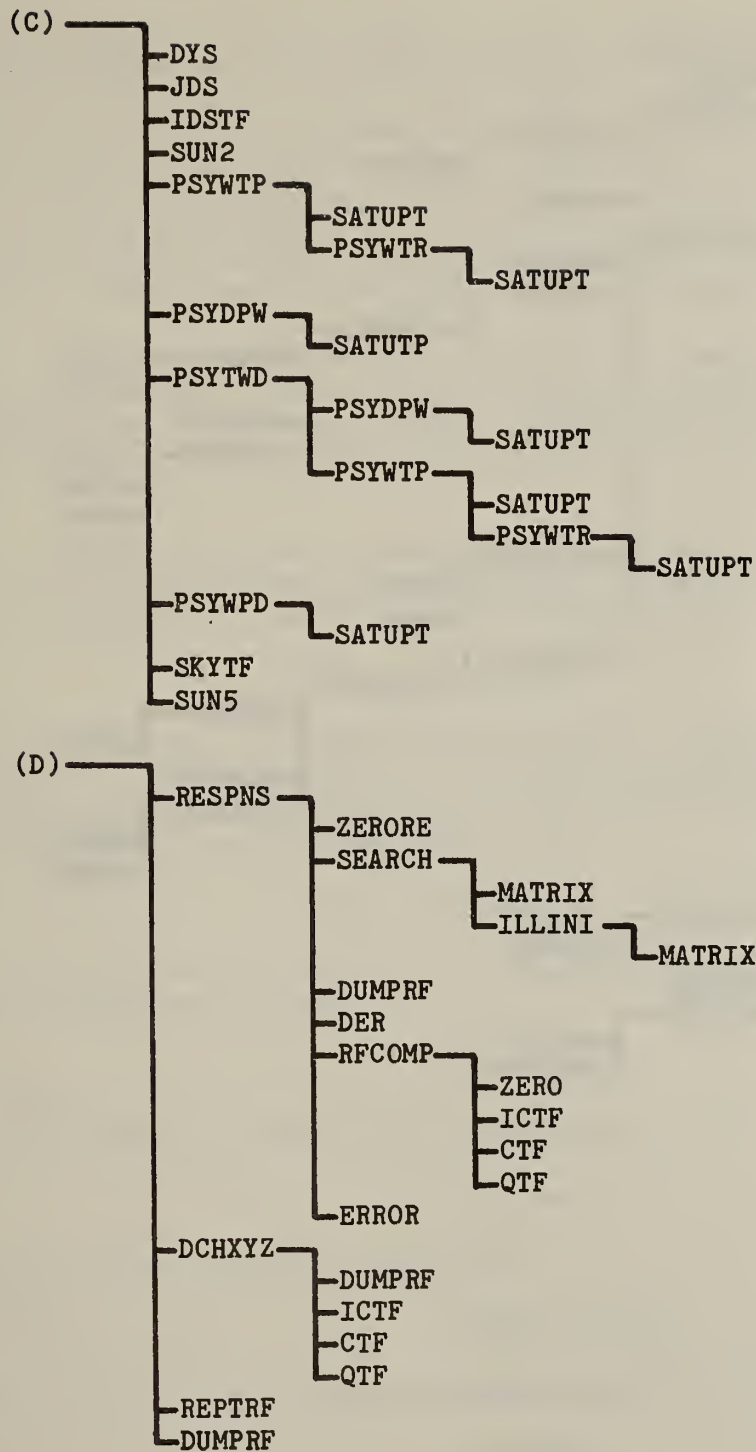 (C)
DYS
JDS
IDSTF
SUN2
PSYWTP
SATUPT
PSYWTR
SATUPT
PSYDPW
SATUTP
PSYTWD
PSYDPW
SATUPT
PSYWTP
SATUPT
PSYWTR
SATUPT
PSYWPD
SATUPT
SKYTF
SUN5
(D)
RESPNS
ZERORE
SEARCH
MATRIX
ILLINI
MATRIX
DUMPRF
DER
RFCOMP
ZERO
ICTF
CTF
QTF
ERROR
DCHXYZ
DUMPRF
ICTF
CTF
QTF
REPTRF
DUMPRF